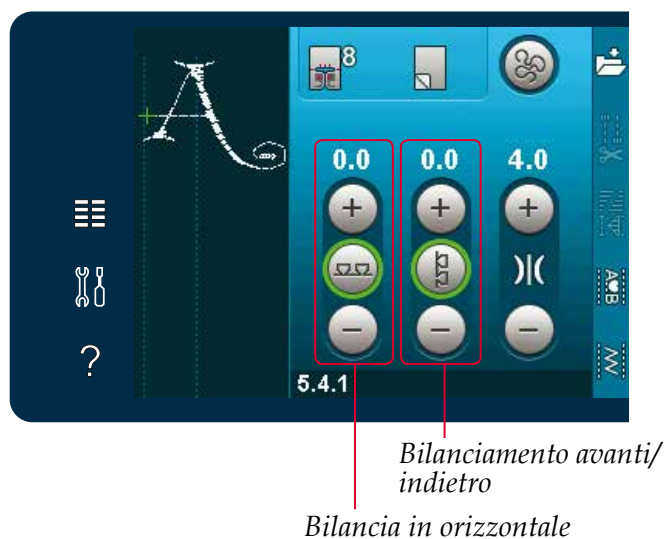 8
0.0 0.0 4.0
+ + +
− − −
?
A♥B
5.4.1
Bilanciamento avanti/
indietro
Bilancia in orizzontale